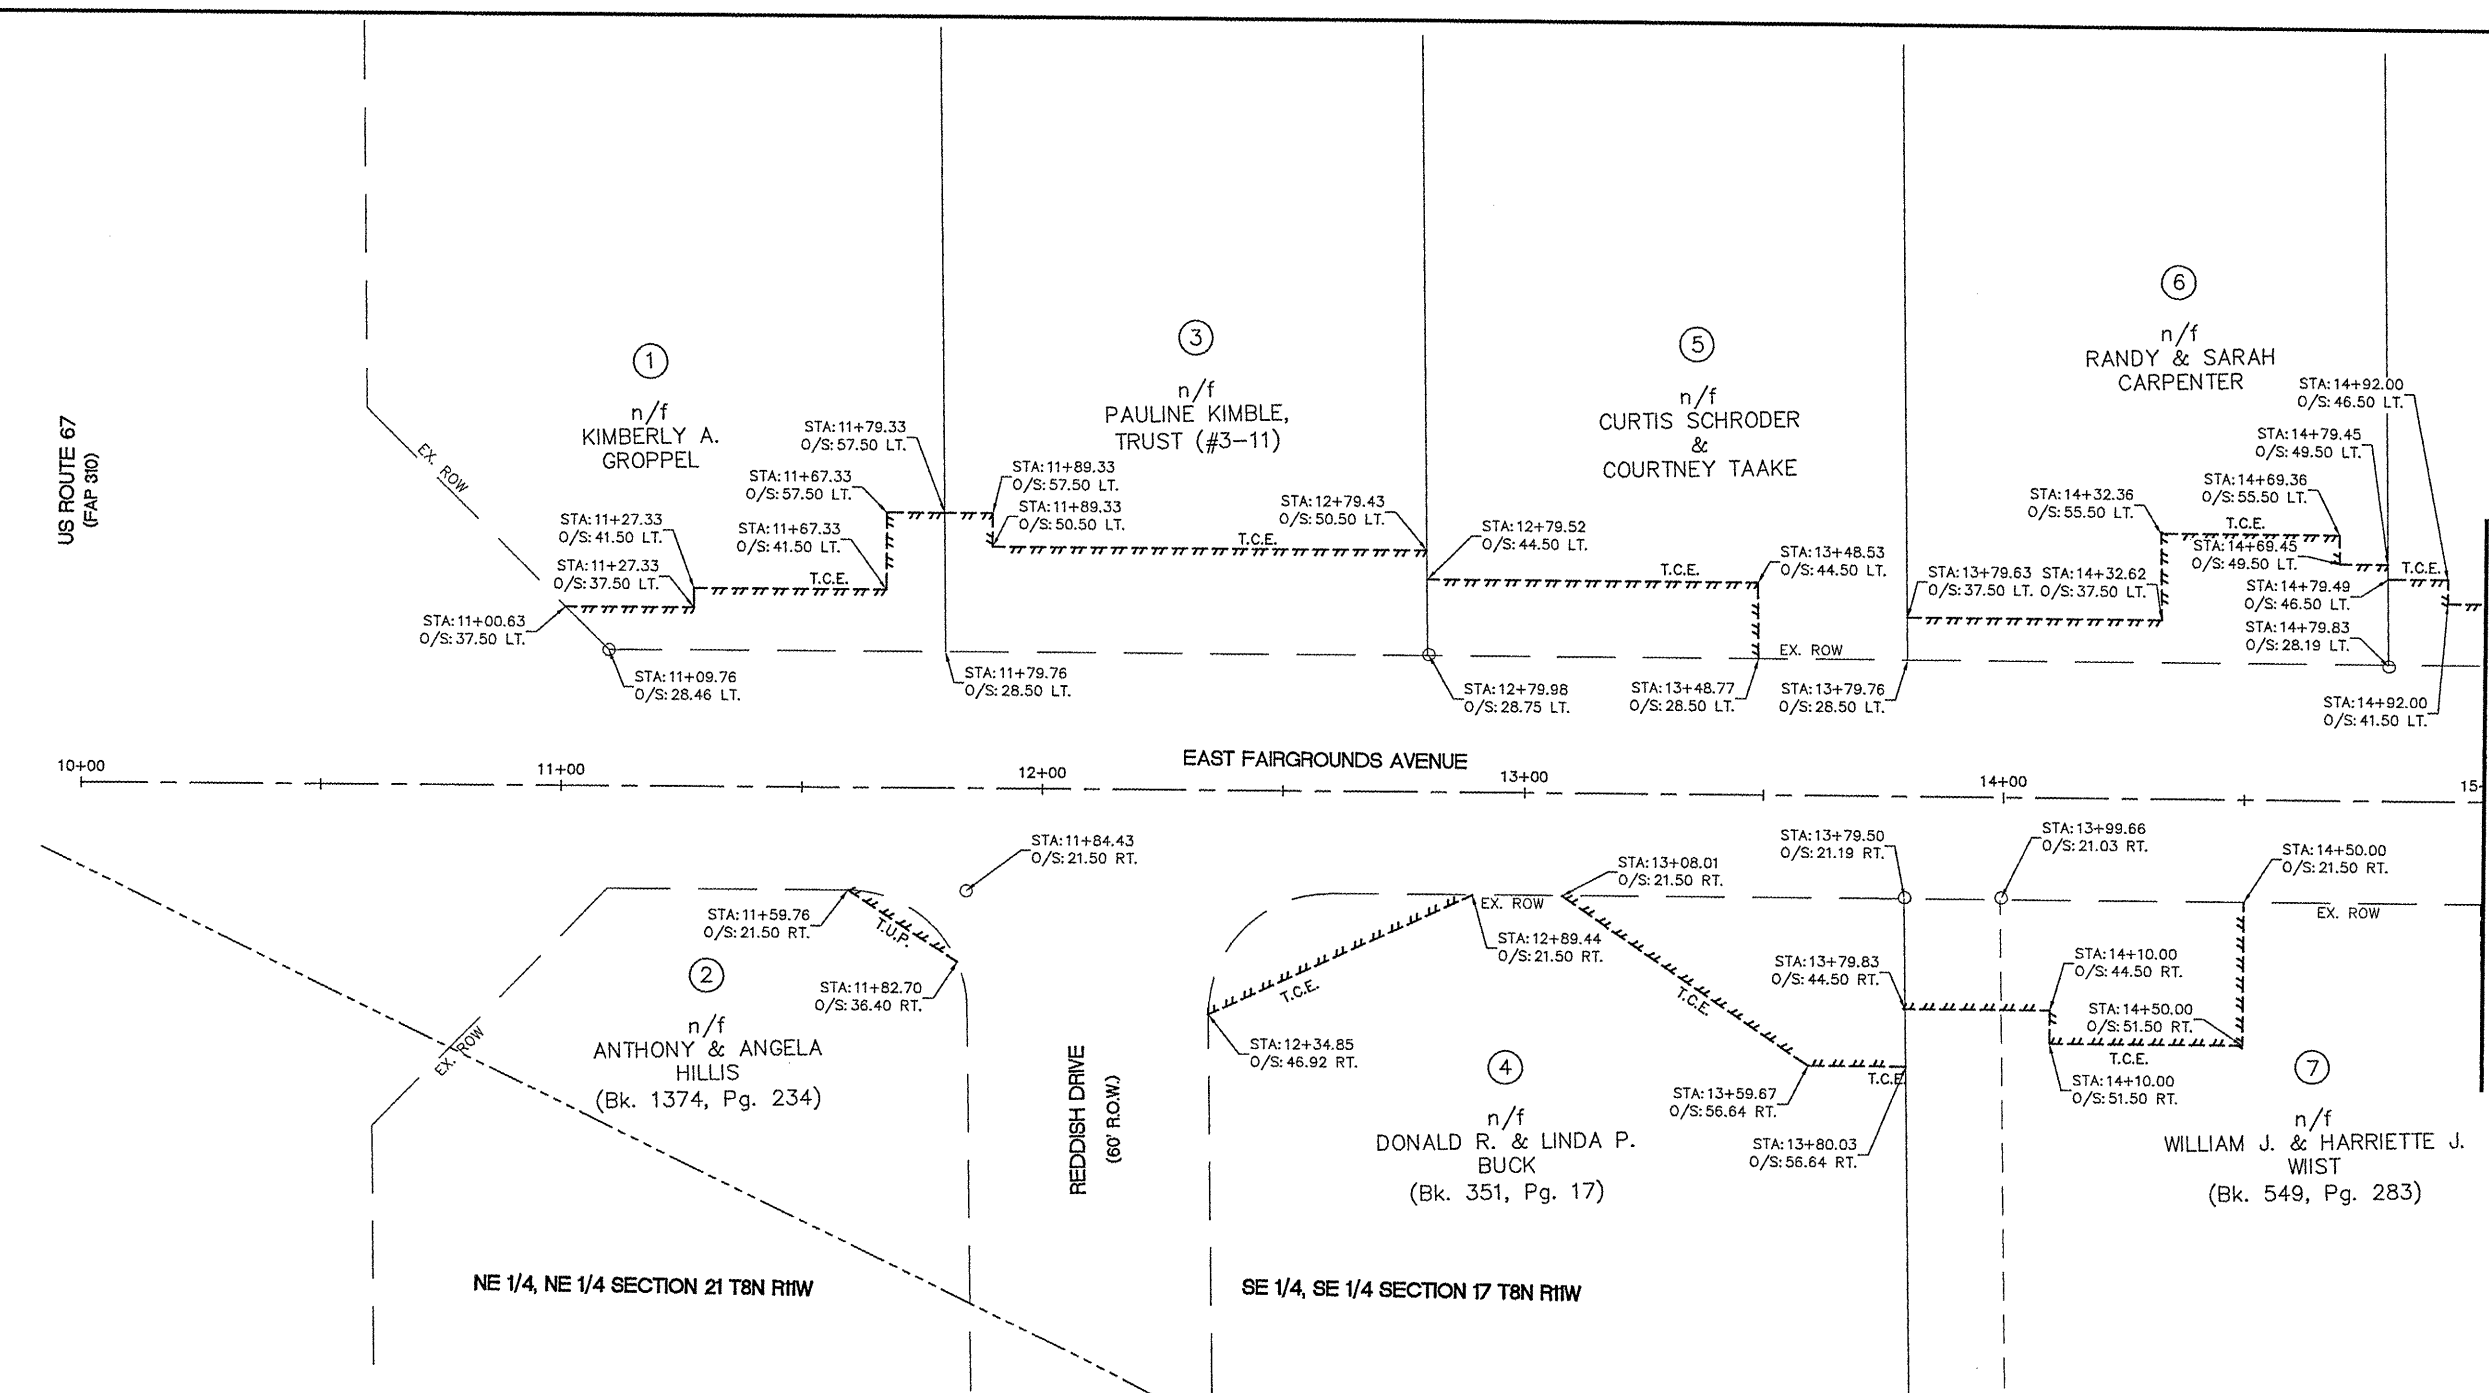 US ROUTE 67
(FAP 310)
EX. ROW
1
n/f
KIMBERLY A.
GROPPEL
STA:11+00.63
O/S:37.50 LT.
STA:11+27.33
O/S:37.50 LT.
STA:11+27.33
O/S:41.50 LT.
T.C.E.
STA:11+67.33
O/S:41.50 LT.
STA:11+67.33
O/S:57.50 LT.
STA:11+79.33
O/S:57.50 LT.
STA:11+09.76
O/S:28.46 LT.
STA:11+79.76
O/S:28.50 LT.
3
n/f
PAULINE KIMBLE,
TRUST (#3-11)
STA:11+89.33
O/S:57.50 LT.
STA:11+89.33
O/S:50.50 LT.
T.C.E.
STA:12+79.43
O/S:50.50 LT.
5
n/f
CURTIS SCHRODER
&
COURTNEY TAAKE
STA:12+79.52
O/S:44.50 LT.
T.C.E.
STA:13+48.53
O/S:44.50 LT.
EX. ROW
STA:12+79.98
O/S:28.75 LT.
STA:13+48.77
O/S:28.50 LT.
STA:13+79.76
O/S:28.50 LT.
6
n/f
RANDY & SARAH
CARPENTER
STA:14+92.00
O/S:46.50 LT.
STA:14+79.45
O/S:49.50 LT.
STA:14+69.36
O/S:55.50 LT.
STA:14+32.36
O/S:55.50 LT.
T.C.E.
STA:14+69.45
O/S:49.50 LT.
T.C.E.
STA:13+79.63
O/S:37.50 LT.
STA:14+32.62
O/S:37.50 LT.
STA:14+79.49
O/S:46.50 LT.
STA:14+79.83
O/S:28.19 LT.
STA:14+92.00
O/S:41.50 LT.
EAST FAIRGROUNDS AVENUE
10+00
11+00
12+00
13+00
14+00
15
STA:11+84.43
O/S:21.50 RT.
STA:11+59.76
O/S:21.50 RT.
T.U.P.
STA:11+82.70
O/S:36.40 RT.
EX. ROW
2
n/f
ANTHONY & ANGELA
HILLIS
(Bk. 1374, Pg. 234)
REDDISH DRIVE
(60' R.O.W.)
STA:13+08.01
O/S:21.50 RT.
EX. ROW
STA:12+89.44
O/S:21.50 RT.
T.C.E.
STA:12+34.85
O/S:46.92 RT.
T.C.E.
STA:13+79.50
O/S:21.19 RT.
STA:13+79.83
O/S:44.50 RT.
T.C.E.
STA:13+59.67
O/S:56.64 RT.
STA:13+80.03
O/S:56.64 RT.
4
n/f
DONALD R. & LINDA P.
BUCK
(Bk. 351, Pg. 17)
STA:13+99.66
O/S:21.03 RT.
STA:14+50.00
O/S:21.50 RT.
EX. ROW
STA:14+10.00
O/S:44.50 RT.
STA:14+50.00
O/S:51.50 RT.
T.C.E.
STA:14+10.00
O/S:51.50 RT.
7
n/f
WILLIAM J. & HARRIETTE J.
WIIST
(Bk. 549, Pg. 283)
NE 1/4, NE 1/4 SECTION 21 T8N R11W
SE 1/4, SE 1/4 SECTION 17 T8N R11W